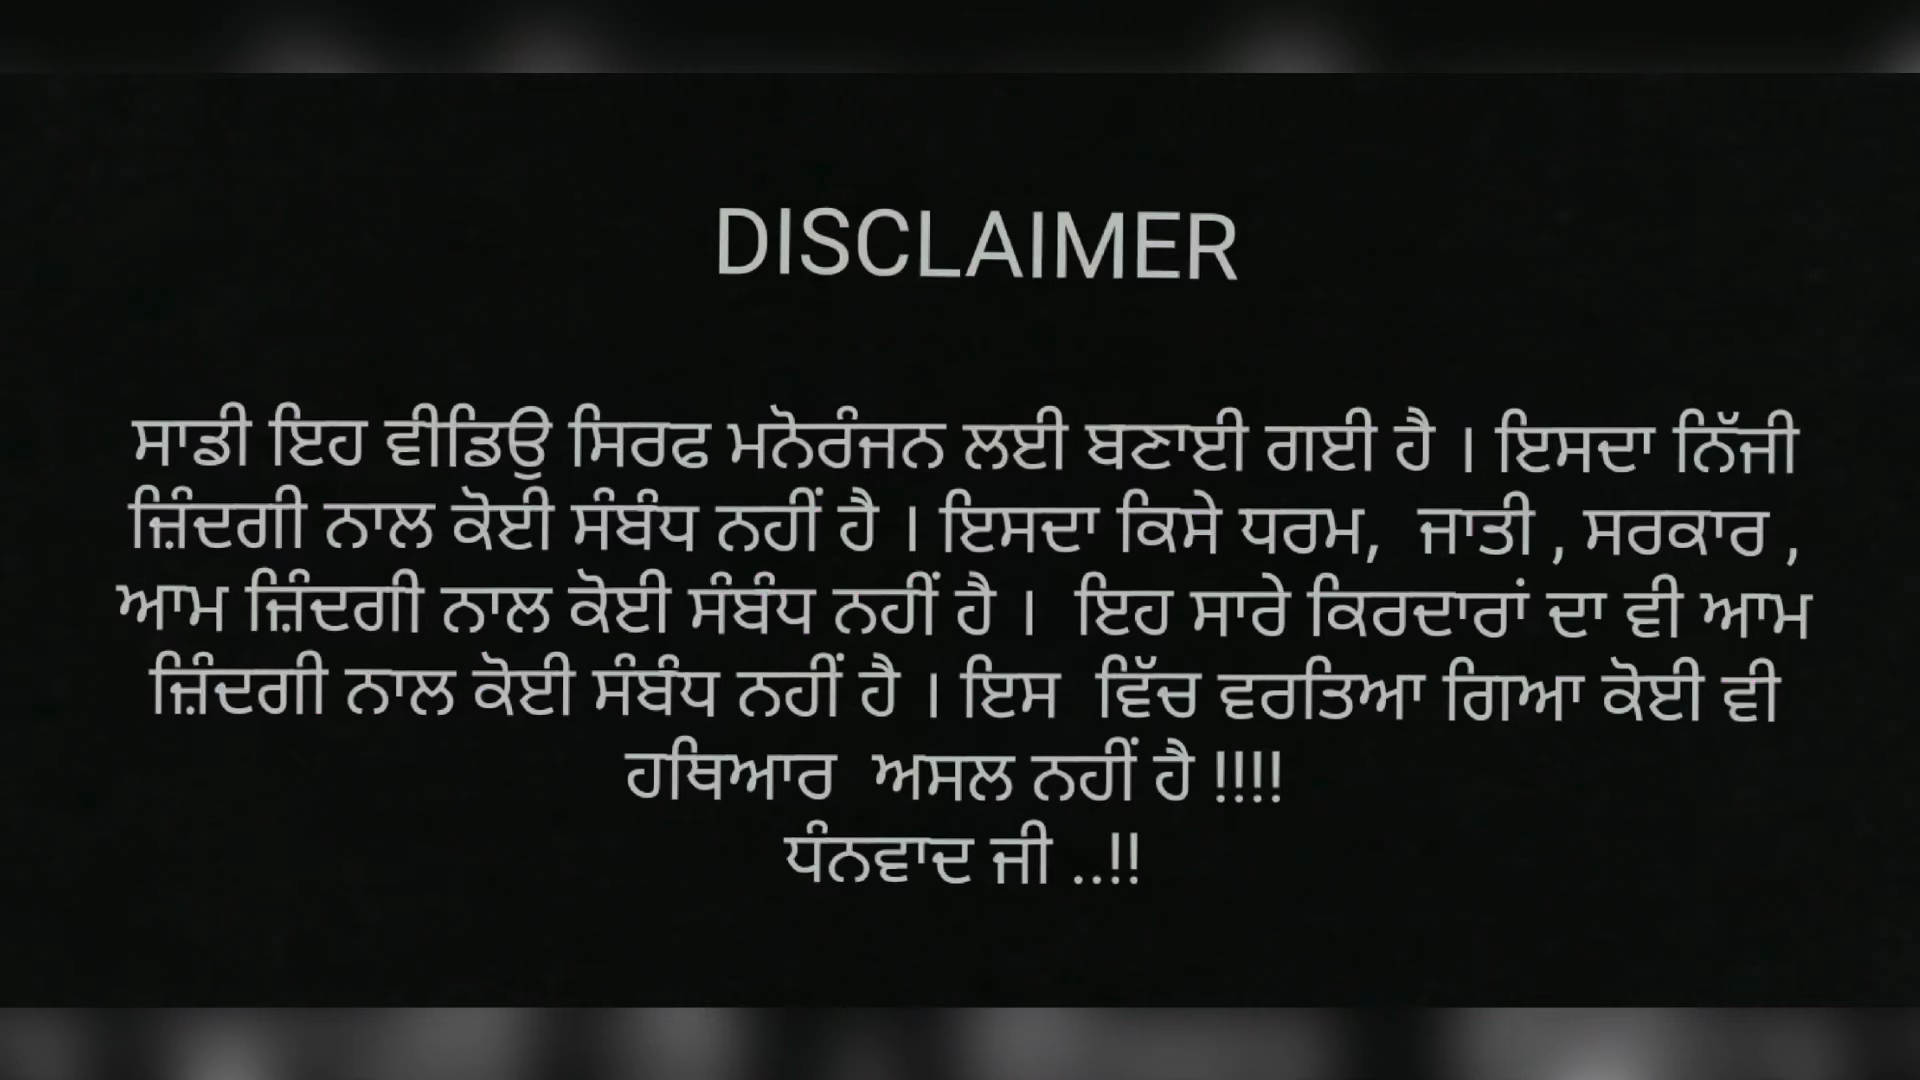 DISCLAIMER
ਸਾਡੀ ਇਹ ਵੀਡਿਉ ਸਿਰਫ ਮਨੋਰੰਜਨ ਲਈ ਬਣਾਈ ਗਈ ਹੈ । ਇਸਦਾ ਨਿੱਜੀ
ਜ਼ਿੰਦਗੀ ਨਾਲ ਕੋਈ ਸੰਬੰਧ ਨਹੀਂ ਹੈ । ਇਸਦਾ ਕਿਸੇ ਧਰਮ,  ਜਾਤੀ , ਸਰਕਾਰ ,
ਆਮ ਜ਼ਿੰਦਗੀ ਨਾਲ ਕੋਈ ਸੰਬੰਧ ਨਹੀਂ ਹੈ ।  ਇਹ ਸਾਰੇ ਕਿਰਦਾਰਾਂ ਦਾ ਵੀ ਆਮ
ਜ਼ਿੰਦਗੀ ਨਾਲ ਕੋਈ ਸੰਬੰਧ ਨਹੀਂ ਹੈ । ਇਸ  ਵਿੱਚ ਵਰਤਿਆ ਗਿਆ ਕੋਈ ਵੀ
ਹਥਿਆਰ  ਅਸਲ ਨਹੀਂ ਹੈ !!!!
ਧੰਨਵਾਦ ਜੀ ..!!